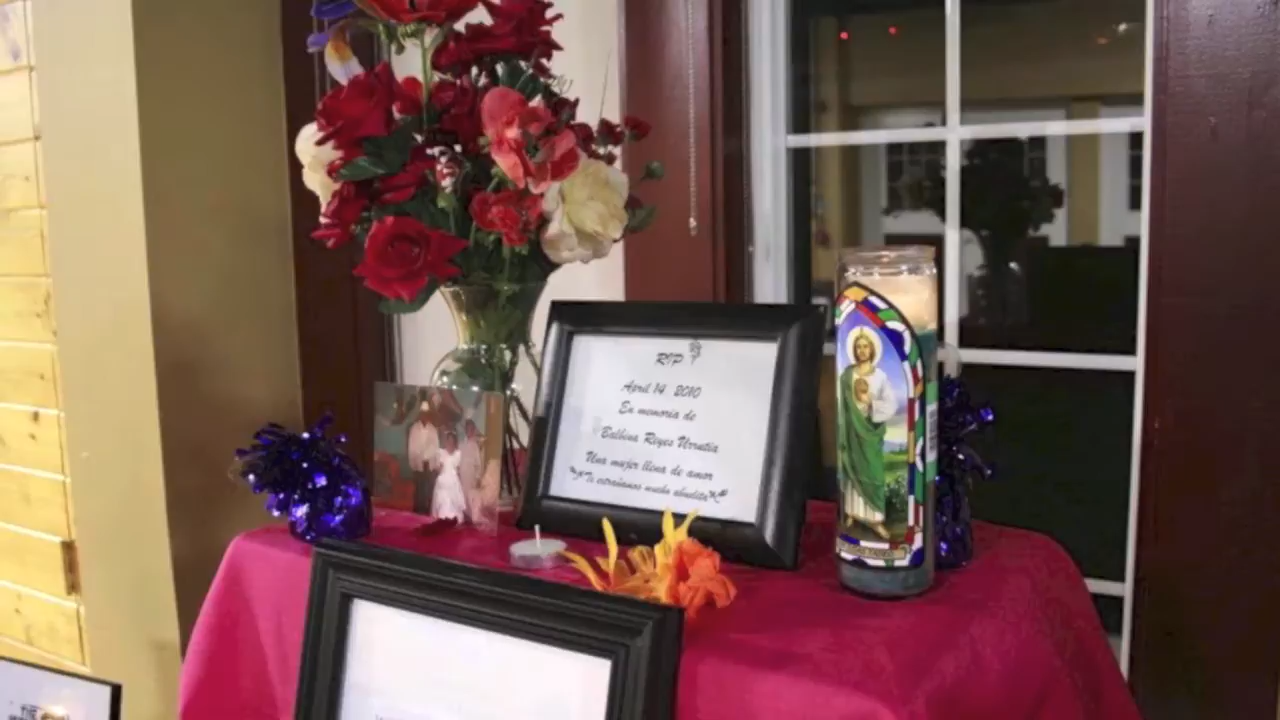 RIP
April 14 2010
En memoria de
Balbina Reyes Urrutia
Una mujer llena de amor
Te extrañamos mucho abuelita
THE